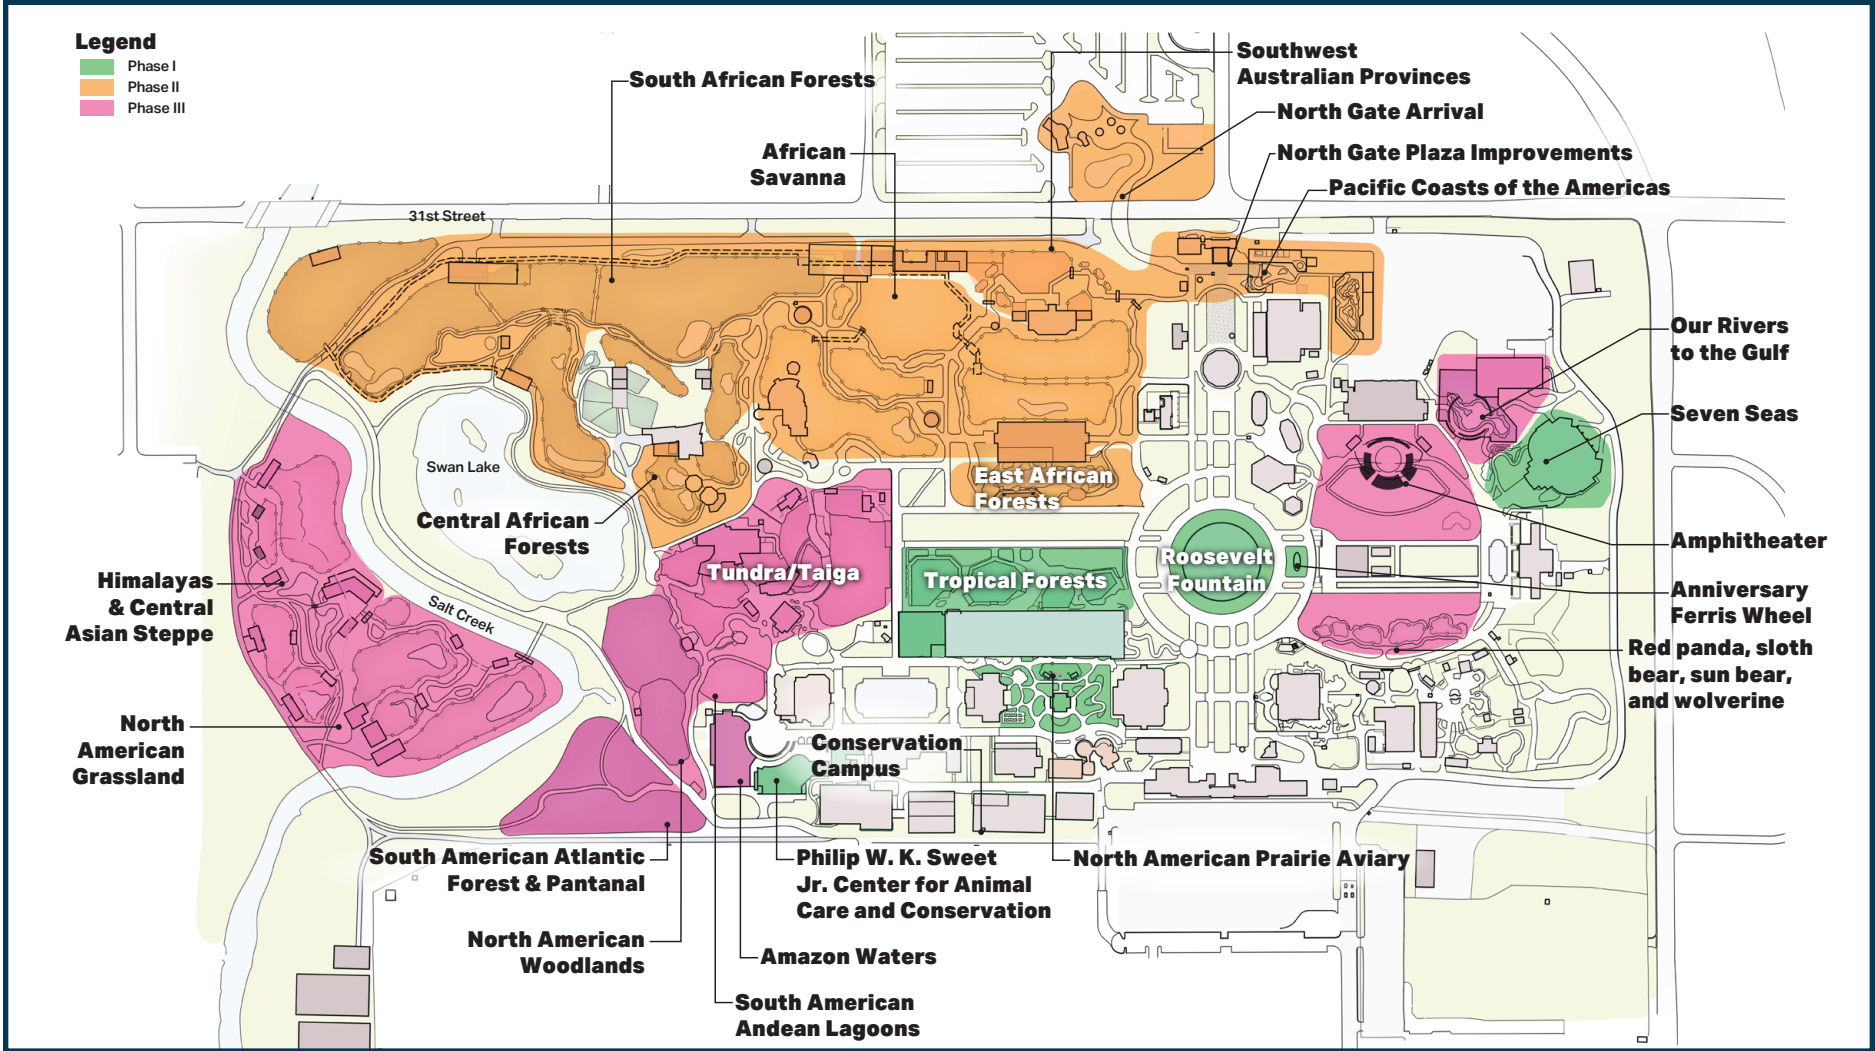 Legend
Phase I
Phase II
Phase III
South African Forests
Southwest
Australian Provinces
North Gate Arrival
African
Savanna
North Gate Plaza Improvements
Pacific Coasts of the Americas
31st Street
Our Rivers
to the Gulf
Seven Seas
Swan Lake
East African
Forests
Central African
Forests
Amphitheater
Roosevelt
Fountain
Tundra/Taiga
Tropical Forests
Himalayas
& Central
Asian Steppe
Salt Creek
Anniversary
Ferris Wheel
Red panda, sloth
bear, sun bear,
and wolverine
North
American
Grassland
Conservation
Campus
South American Atlantic
Forest & Pantanal
Philip W. K. Sweet
Jr. Center for Animal
Care and Conservation
North American Prairie Aviary
North American
Woodlands
Amazon Waters
South American
Andean Lagoons